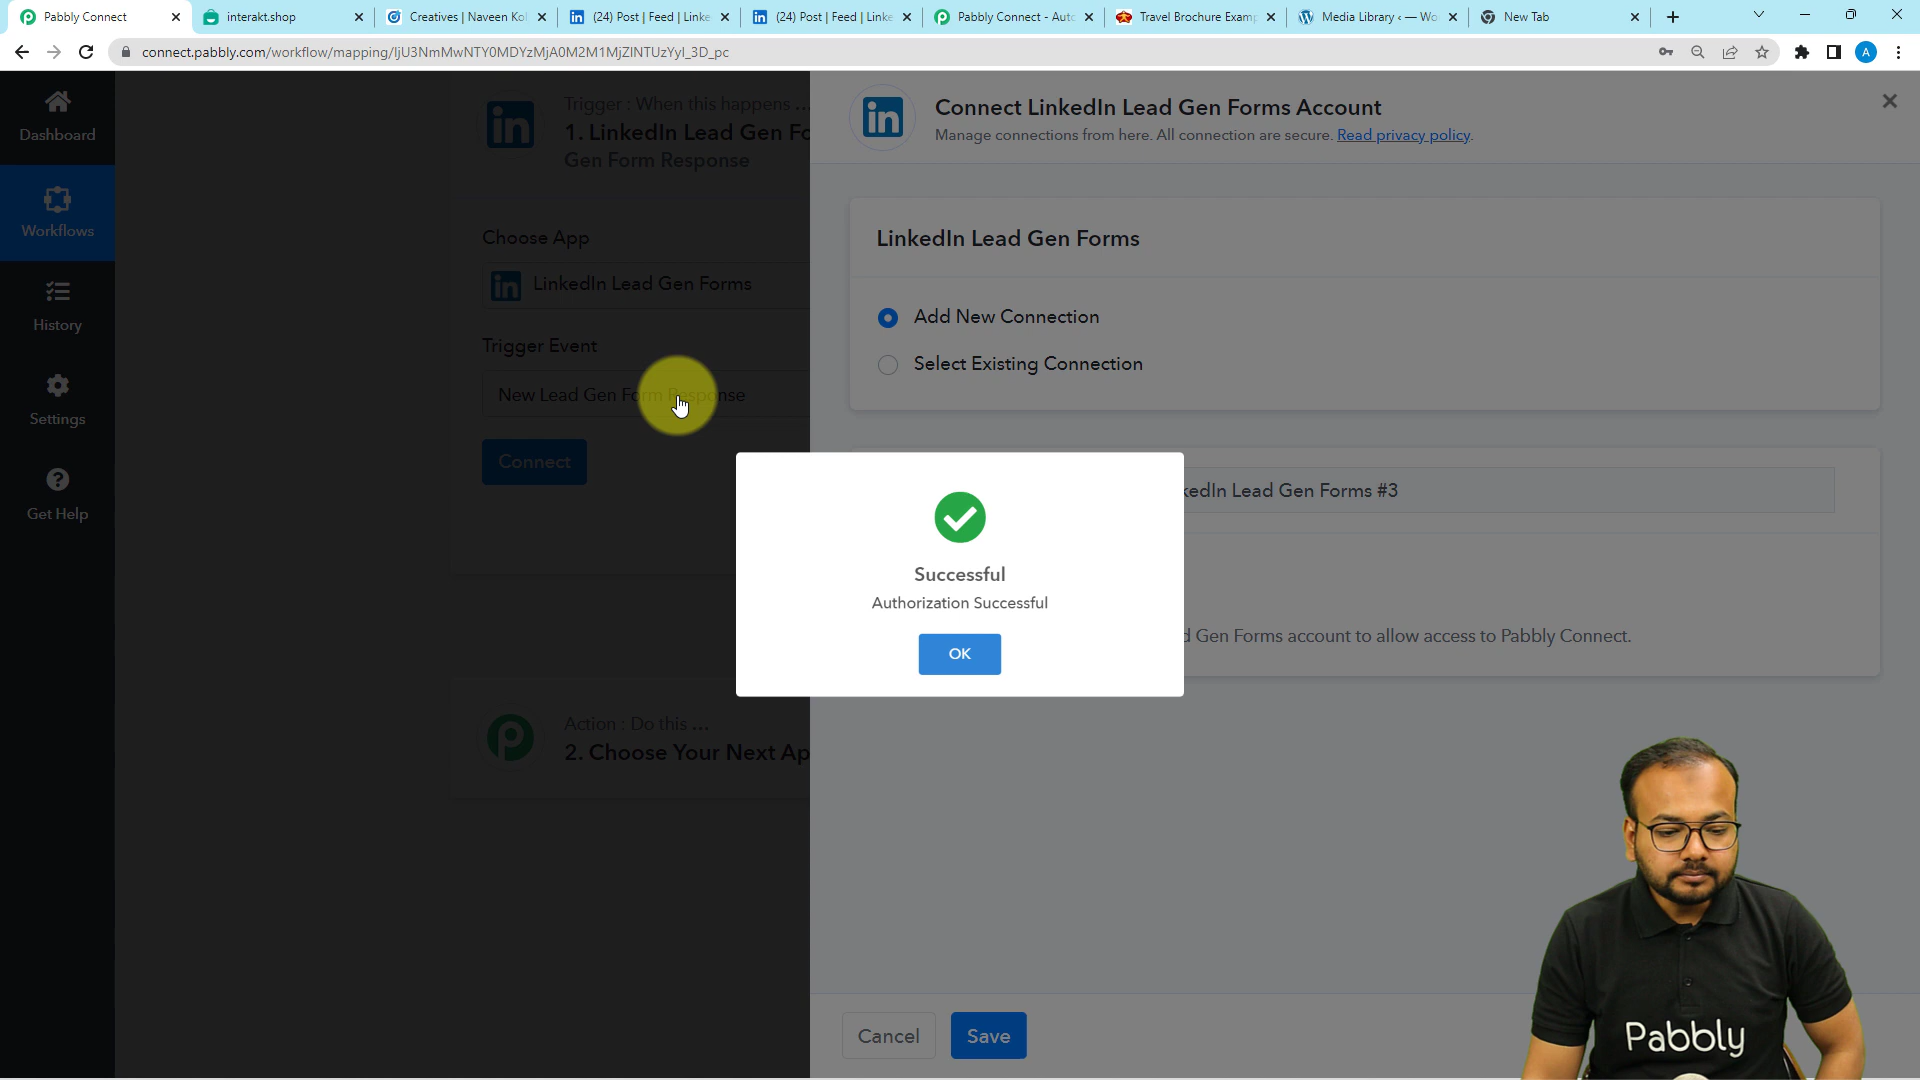 Pabbly Connect
interakt.shop
Creatives | Naveen Kol
(24) Post | Feed | Linke
(24) Post | Feed | Linke
Pabbly Connect - Auto
Travel Brochure Examp
Media Library ‹ — Wo
New Tab
connect.pabbly.com/workflow/mapping/IjU3NmMwNTY0MDYzMjA0M2M1MjZlNTUzYyI_3D_pc
A
Dashboard
Workflows
History
Settings
Get Help
Trigger : When this happens ...
1. LinkedIn Lead Gen Fo
Gen Form Response
Choose App
LinkedIn Lead Gen Forms
Trigger Event
New Lead Gen Form Response
Connect
Action : Do this ...
2. Choose Your Next Ap
Connect LinkedIn Lead Gen Forms Account
Manage connections from here. All connection are secure. Read privacy policy.
LinkedIn Lead Gen Forms
Add New Connection
Select Existing Connection
kedIn Lead Gen Forms #3
d Gen Forms account to allow access to Pabbly Connect.
Successful
Authorization Successful
OK
Cancel
Save
Pabbly